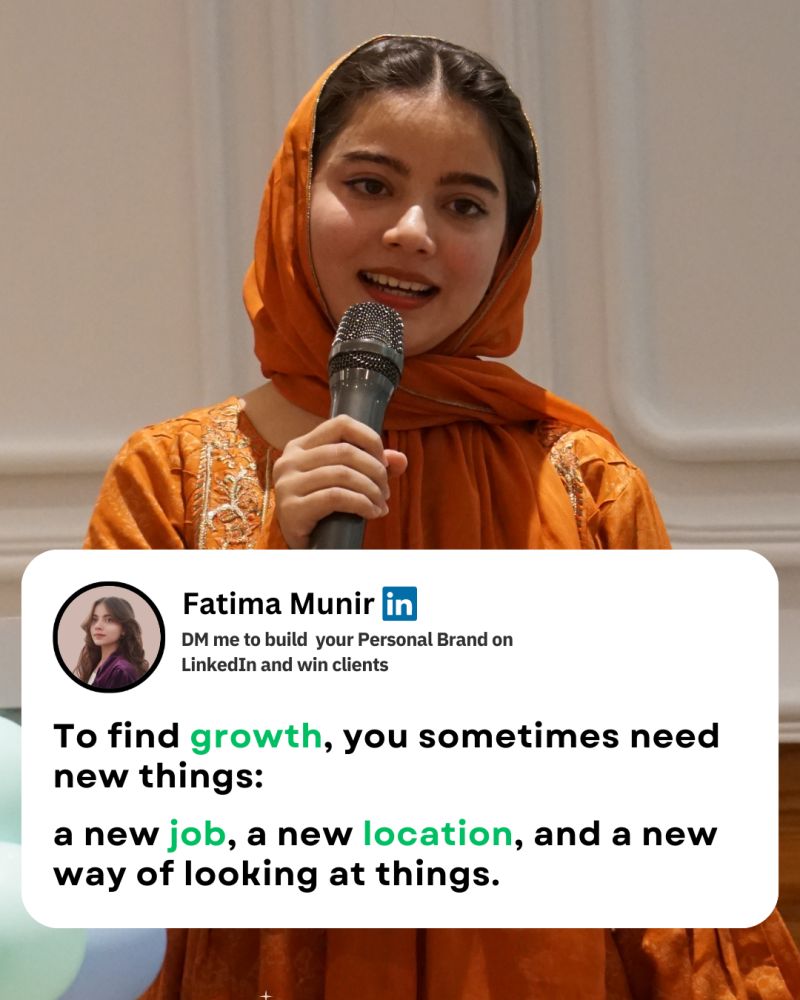 Fatima Munir in
DM me to build your Personal Brand on
LinkedIn and win clients
To find growth, you sometimes need
new things:
a new job, a new location, and a new
way of looking at things.